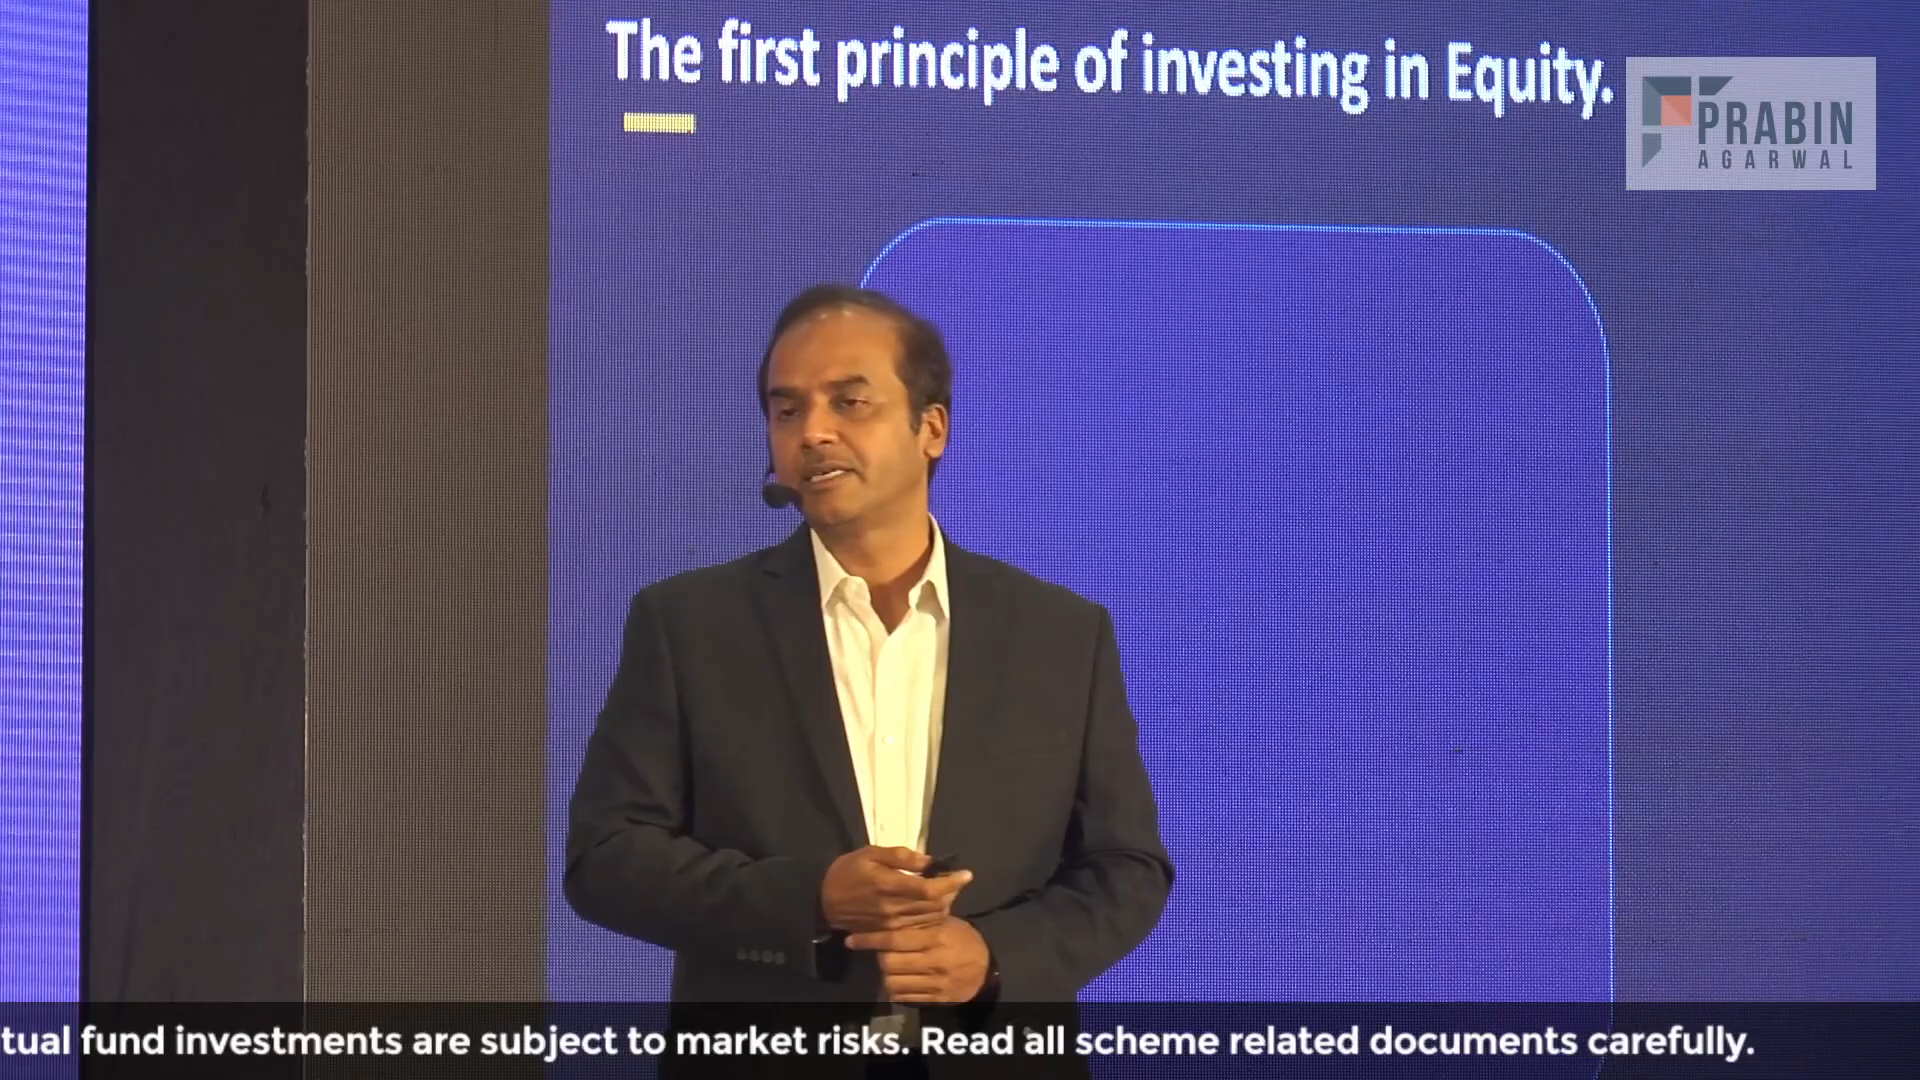 The first principle of investing in Equity.
PRABIN
AGARWAL
tual fund investments are subject to market risks. Read all scheme related documents carefully.